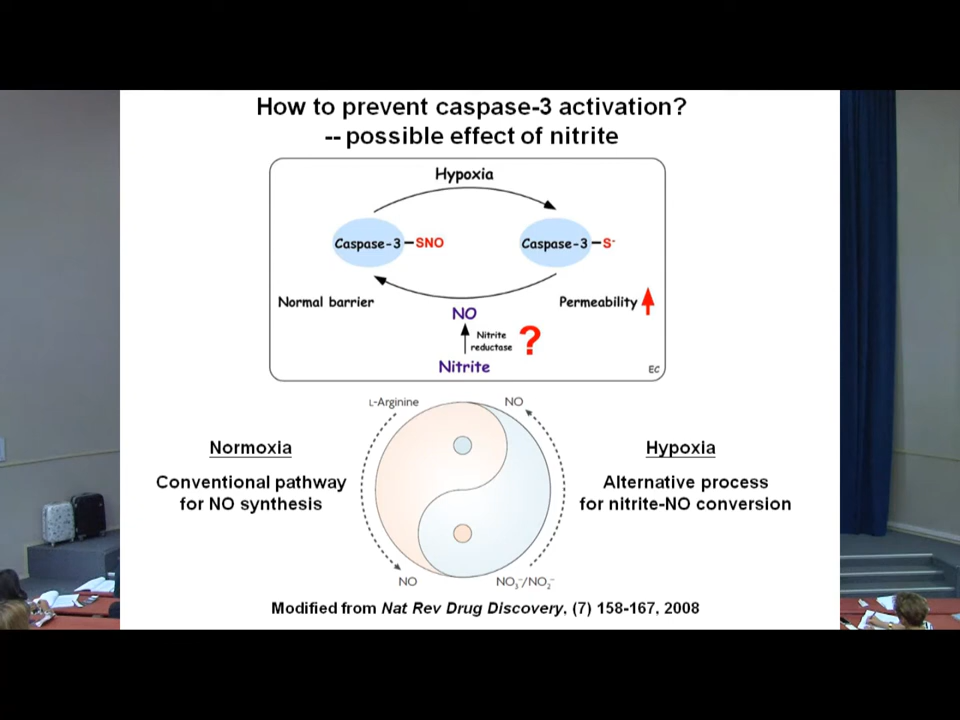 How to prevent caspase-3 activation?
-- possible effect of nitrite
Hypoxia
Caspase-3 – SNO
Caspase-3 – S-
Normal barrier
Permeability
NO
Nitrite
reductase
?
Nitrite
EC
L-Arginine
NO
Normoxia
Hypoxia
Conventional pathway
for NO synthesis
Alternative process
for nitrite-NO conversion
NO
NO3-/NO2-
Modified from Nat Rev Drug Discovery, (7) 158-167, 2008